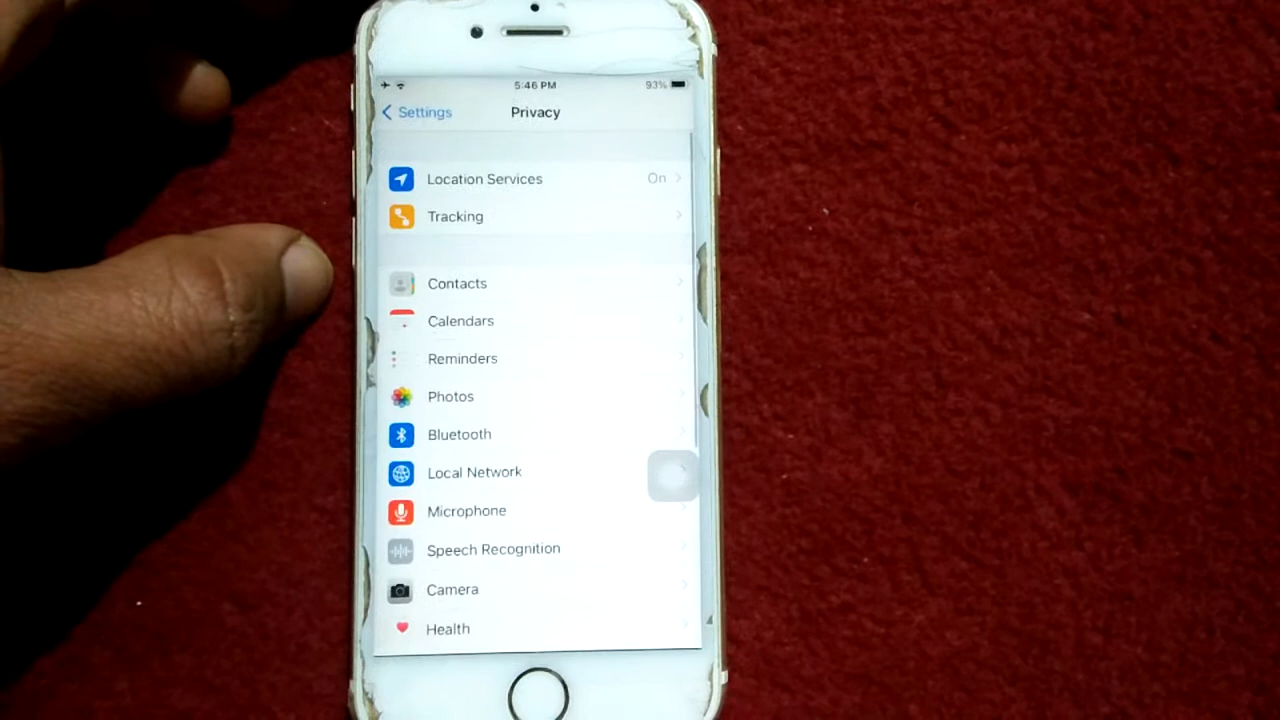 5:46 PM 93%
Settings Privacy
Location Services On
Tracking
Contacts
Calendars
Reminders
Photos
Bluetooth
Local Network
Microphone
Speech Recognition
Camera
Health